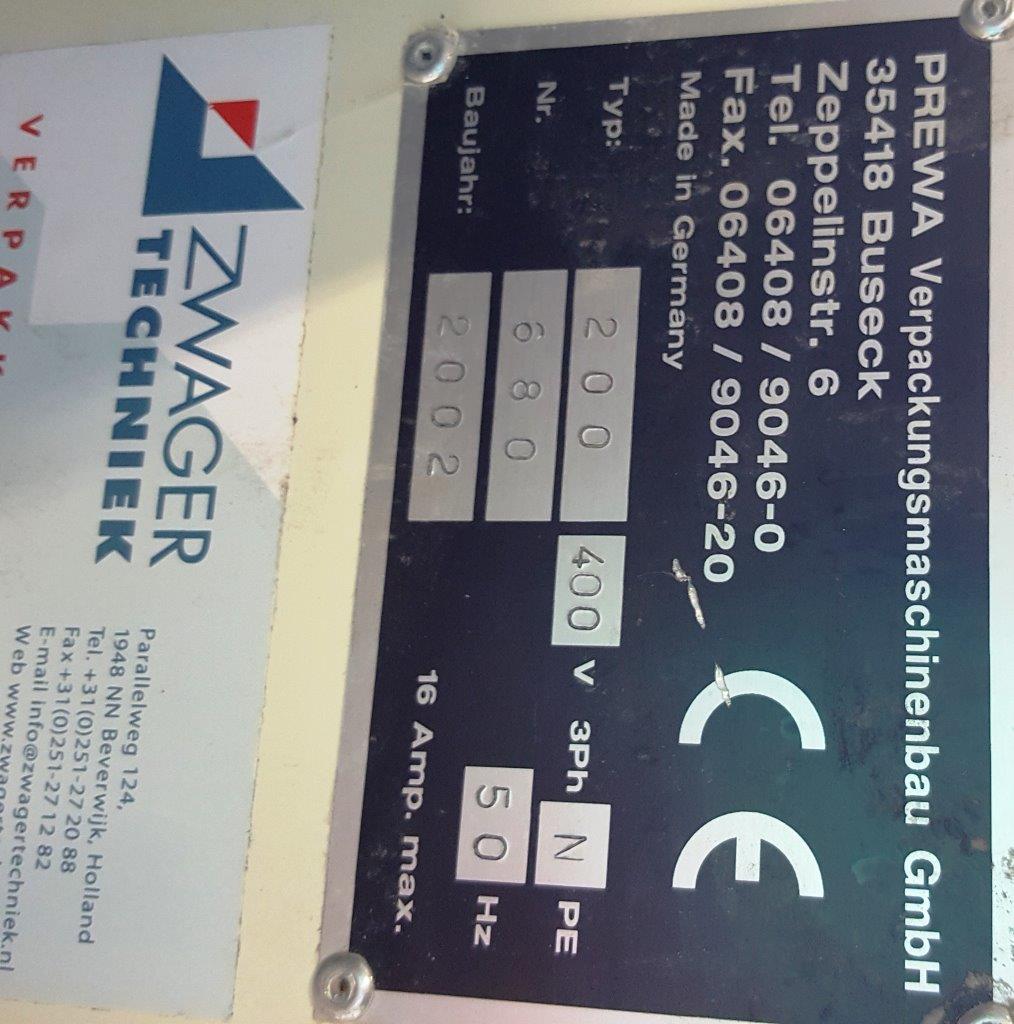 PREWA Verpackungsmaschinenbau GmbH
35418 Buseck
Zeppelinstr. 6
Tel. 06408 / 9046-0
Fax. 06408 / 9046-20
Made in Germany
CE
Typ: 200 400 V 3Ph N PE
Nr. 680 50 Hz
Baujahr: 2002 16 Amp. max.
ZWAGER
TECHNIEK
Parallelweg 124,
1948 NN Beverwijk, Holland
Tel. +31(0)251-27 20 88
Fax +31(0)251-27 12 82
E-mail info@zwagertechniek.nl
Web